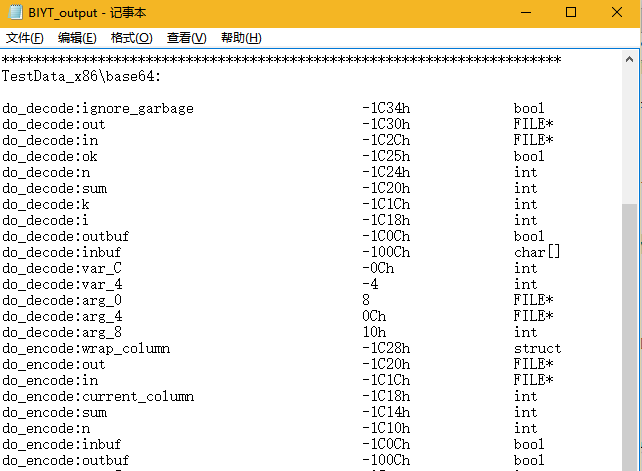 BIYT_output - 记事本
文件(F) 编辑(E) 格式(O) 查看(V) 帮助(H)
**********************************************************************
TestData_x86\base64:
do_decode:ignore_garbage -1C34h bool
do_decode:out -1C30h FILE*
do_decode:in -1C2Ch FILE*
do_decode:ok -1C25h bool
do_decode:n -1C24h int
do_decode:sum -1C20h int
do_decode:k -1C1Ch int
do_decode:i -1C18h int
do_decode:outbuf -1C0Ch bool
do_decode:inbuf -100Ch char[]
do_decode:var_C -0Ch int
do_decode:var_4 -4 int
do_decode:arg_0 8 FILE*
do_decode:arg_4 0Ch FILE*
do_decode:arg_8 10h int
do_encode:wrap_column -1C28h struct
do_encode:out -1C20h FILE*
do_encode:in -1C1Ch FILE*
do_encode:current_column -1C18h int
do_encode:sum -1C14h int
do_encode:n -1C10h int
do_encode:inbuf -1C0Ch bool
do_encode:outbuf -100Ch bool